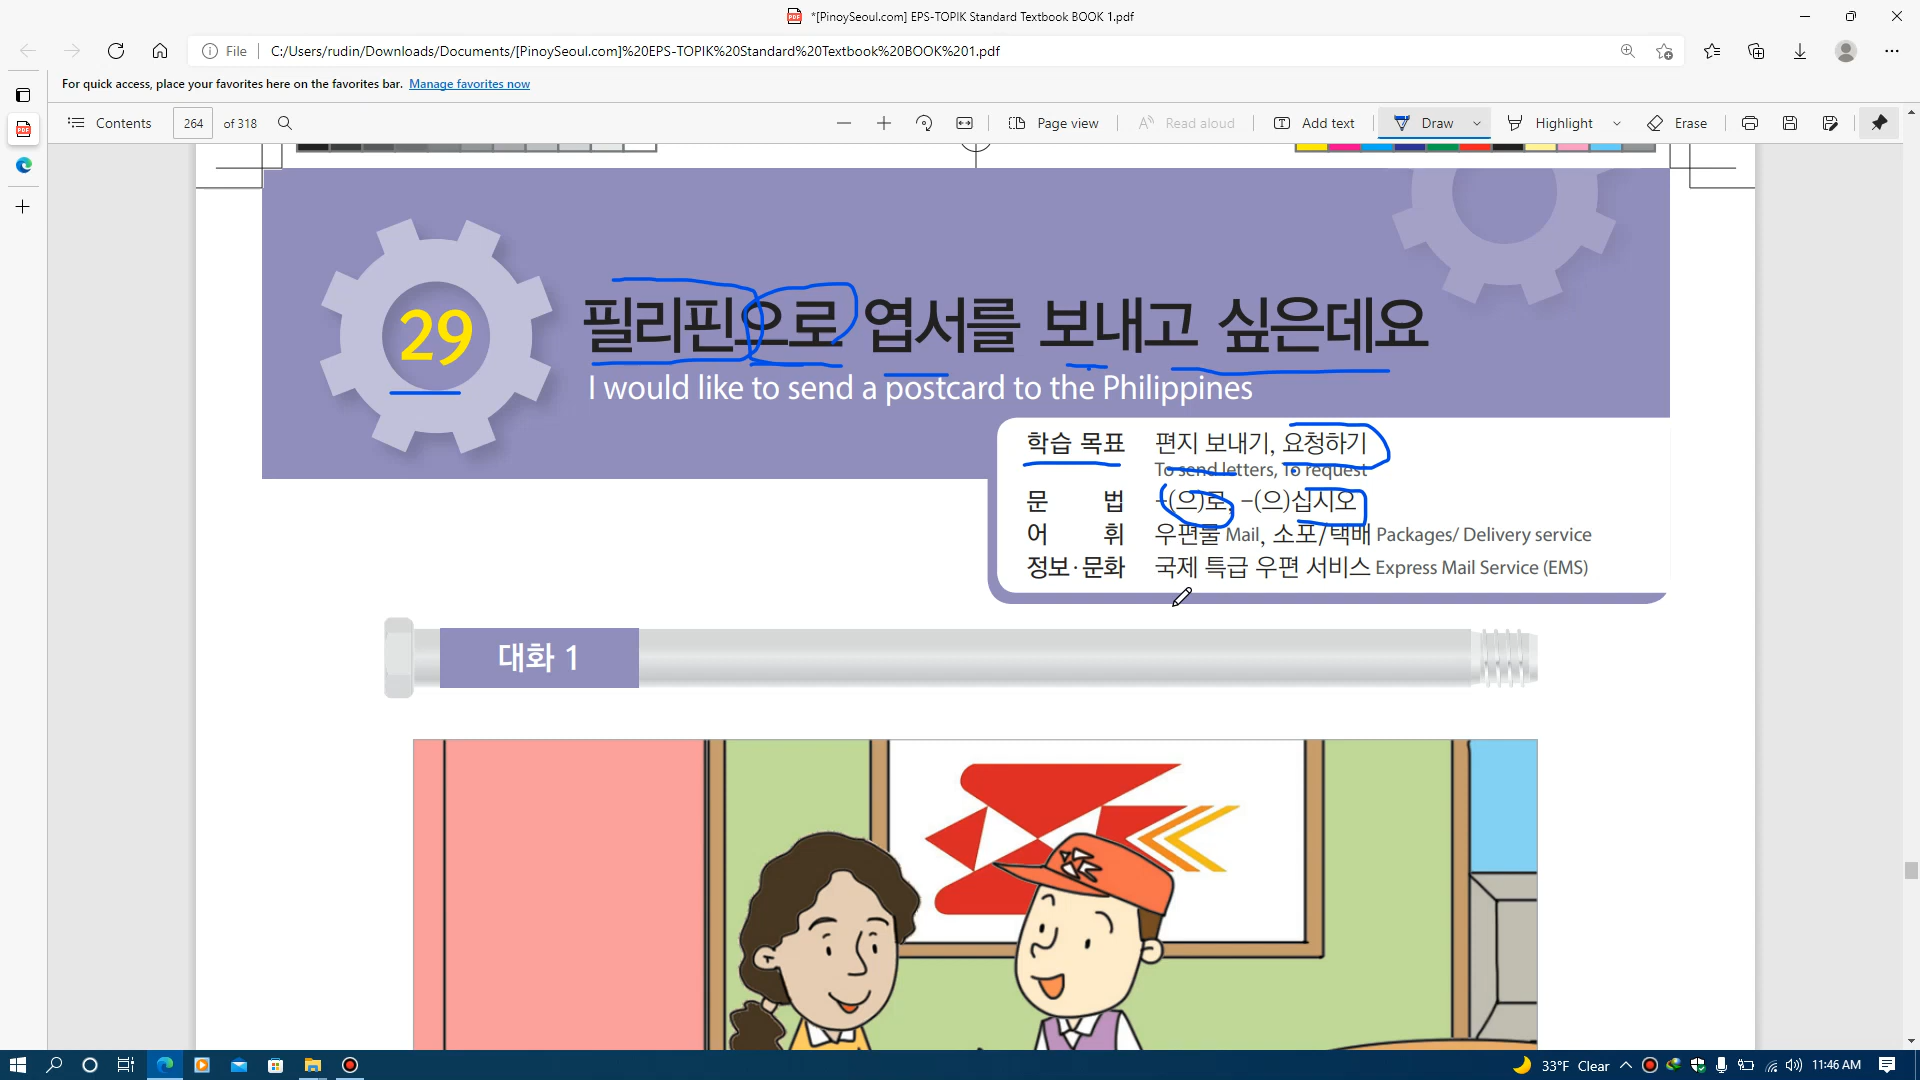 *[PinoySeoul.com] EPS-TOPIK Standard Textbook BOOK 1.pdf
File
C:/Users/rudin/Downloads/Documents/[PinoySeoul.com]%20EPS-TOPIK%20Standard%20Textbook%20BOOK%201.pdf
For quick access, place your favorites here on the favorites bar. Manage favorites now
Contents 264 of 318 Page view Read aloud Add text Draw Highlight Erase
29
필리핀으로 엽서를 보내고 싶은데요
I would like to send a postcard to the Philippines
학습 목표 편지 보내기, 요청하기
To send letters, To request
문 법 -(으)로, -(으)십시오
어 휘 우편물 Mail, 소포/택배 Packages/ Delivery service
정보·문화 국제 특급 우편 서비스 Express Mail Service (EMS)
대화 1
33°F Clear 11:46 AM